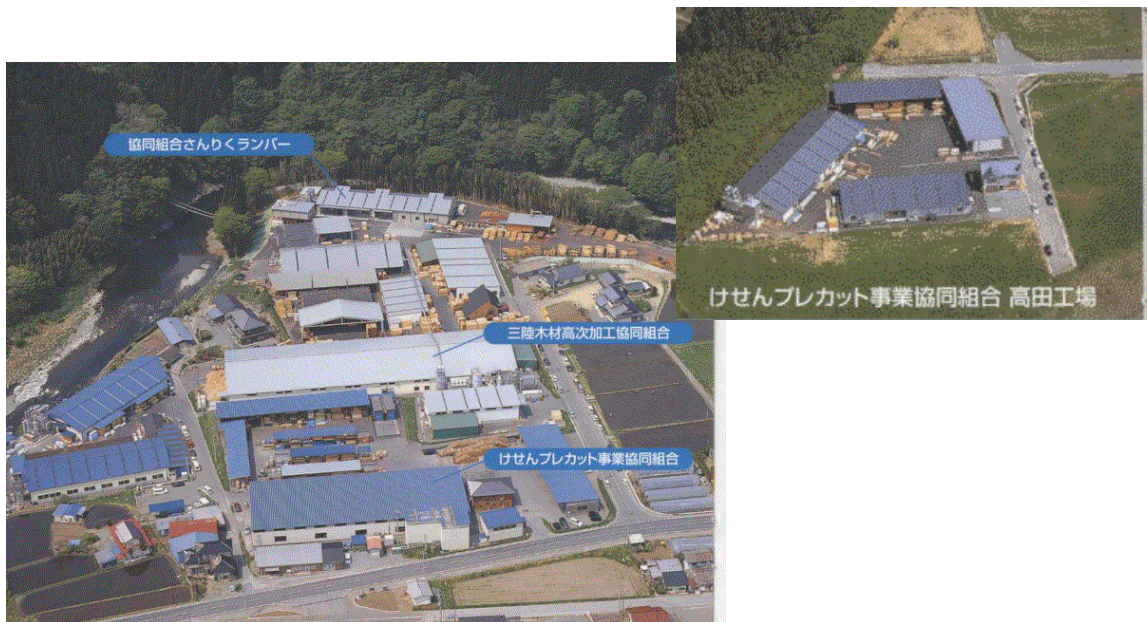 協同組合さんりくランバー
三陸木材高次加工協同組合
けせんプレカット事業協同組合
けせんプレカット事業協同組合 高田工場